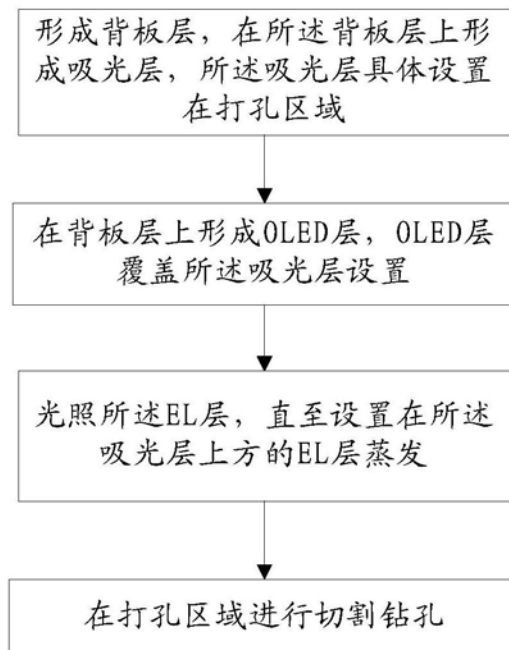 形成背板层，在所述背板层上形
成吸光层，所述吸光层具体设置
在打孔区域
在背板层上形成OLED层，OLED层
覆盖所述吸光层设置
光照所述EL层，直至设置在所述
吸光层上方的EL层蒸发
在打孔区域进行切割钻孔